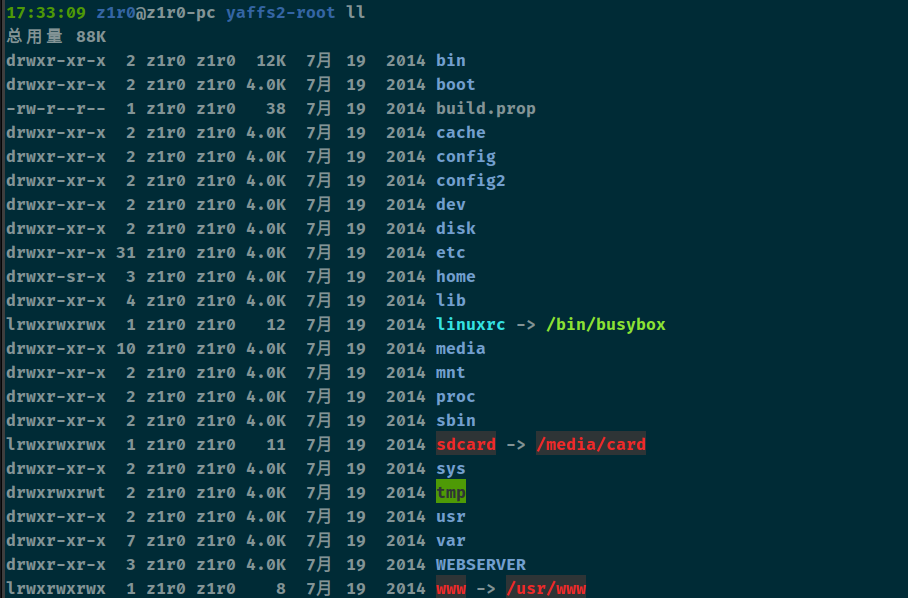 17:33:09 z1r0@z1r0-pc yaffs2-root ll
总用量 88K
drwxr-xr-x  2 z1r0 z1r0  12K  7月 19  2014 bin
drwxr-xr-x  2 z1r0 z1r0 4.0K  7月 19  2014 boot
-rw-r--r--  1 z1r0 z1r0   38  7月 19  2014 build.prop
drwxr-xr-x  2 z1r0 z1r0 4.0K  7月 19  2014 cache
drwxr-xr-x  2 z1r0 z1r0 4.0K  7月 19  2014 config
drwxr-xr-x  2 z1r0 z1r0 4.0K  7月 19  2014 config2
drwxr-xr-x  2 z1r0 z1r0 4.0K  7月 19  2014 dev
drwxr-xr-x  2 z1r0 z1r0 4.0K  7月 19  2014 disk
drwxr-xr-x 31 z1r0 z1r0 4.0K  7月 19  2014 etc
drwxr-sr-x  3 z1r0 z1r0 4.0K  7月 19  2014 home
drwxr-xr-x  4 z1r0 z1r0 4.0K  7月 19  2014 lib
lrwxrwxrwx  1 z1r0 z1r0   12  7月 19  2014 linuxrc -> /bin/busybox
drwxr-xr-x 10 z1r0 z1r0 4.0K  7月 19  2014 media
drwxr-xr-x  2 z1r0 z1r0 4.0K  7月 19  2014 mnt
drwxr-xr-x  2 z1r0 z1r0 4.0K  7月 19  2014 proc
drwxr-xr-x  2 z1r0 z1r0 4.0K  7月 19  2014 sbin
lrwxrwxrwx  1 z1r0 z1r0   11  7月 19  2014 sdcard -> /media/card
drwxr-xr-x  2 z1r0 z1r0 4.0K  7月 19  2014 sys
drwxrwxrwt  2 z1r0 z1r0 4.0K  7月 19  2014 tmp
drwxr-xr-x  2 z1r0 z1r0 4.0K  7月 19  2014 usr
drwxr-xr-x  7 z1r0 z1r0 4.0K  7月 19  2014 var
drwxr-xr-x  3 z1r0 z1r0 4.0K  7月 19  2014 WEBSERVER
lrwxrwxrwx  1 z1r0 z1r0    8  7月 19  2014 www -> /usr/www